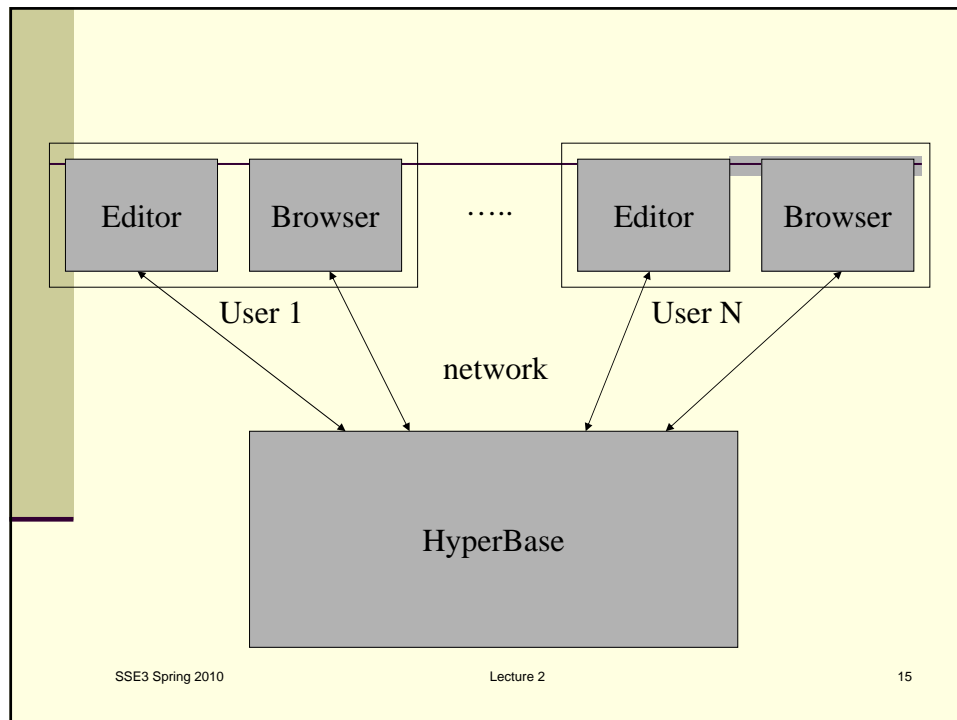 Editor Browser ..... Editor Browser
User 1 User N
network
HyperBase
SSE3 Spring 2010 Lecture 2 15